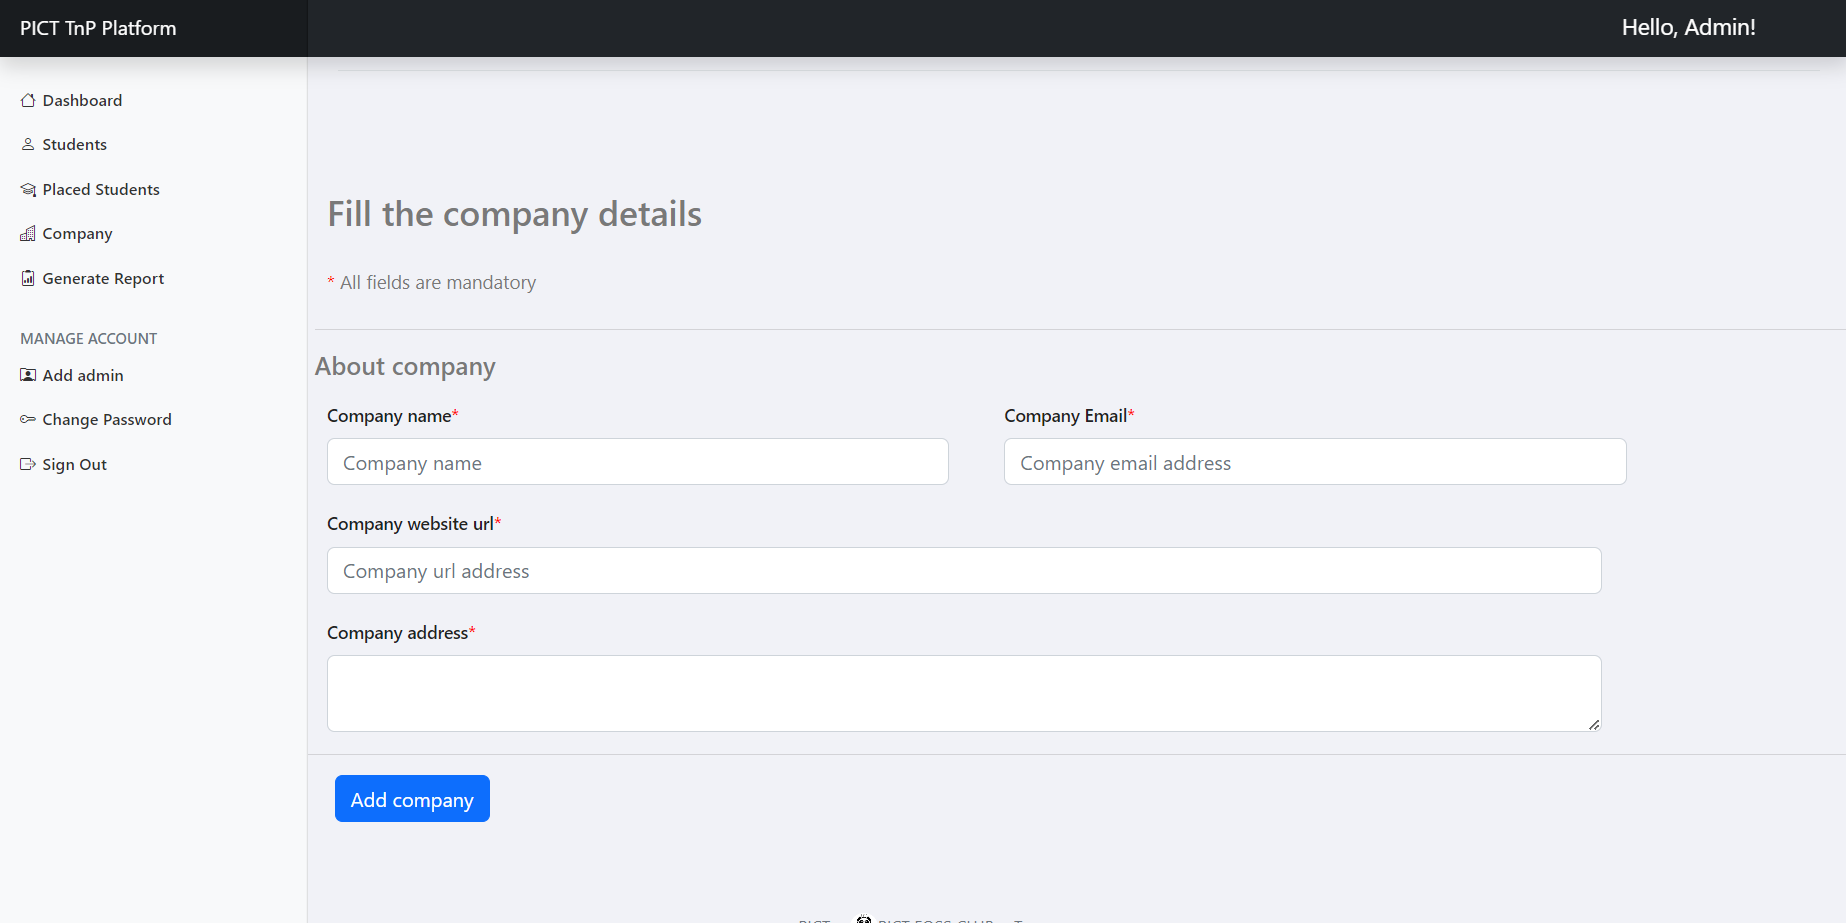 PICT TnP Platform
Hello, Admin!
Dashboard
Students
Placed Students
Company
Generate Report
MANAGE ACCOUNT
Add admin
Change Password
Sign Out
Fill the company details
* All fields are mandatory
About company
Company name*
Company Email*
Company name
Company email address
Company website url*
Company url address
Company address*
Add company